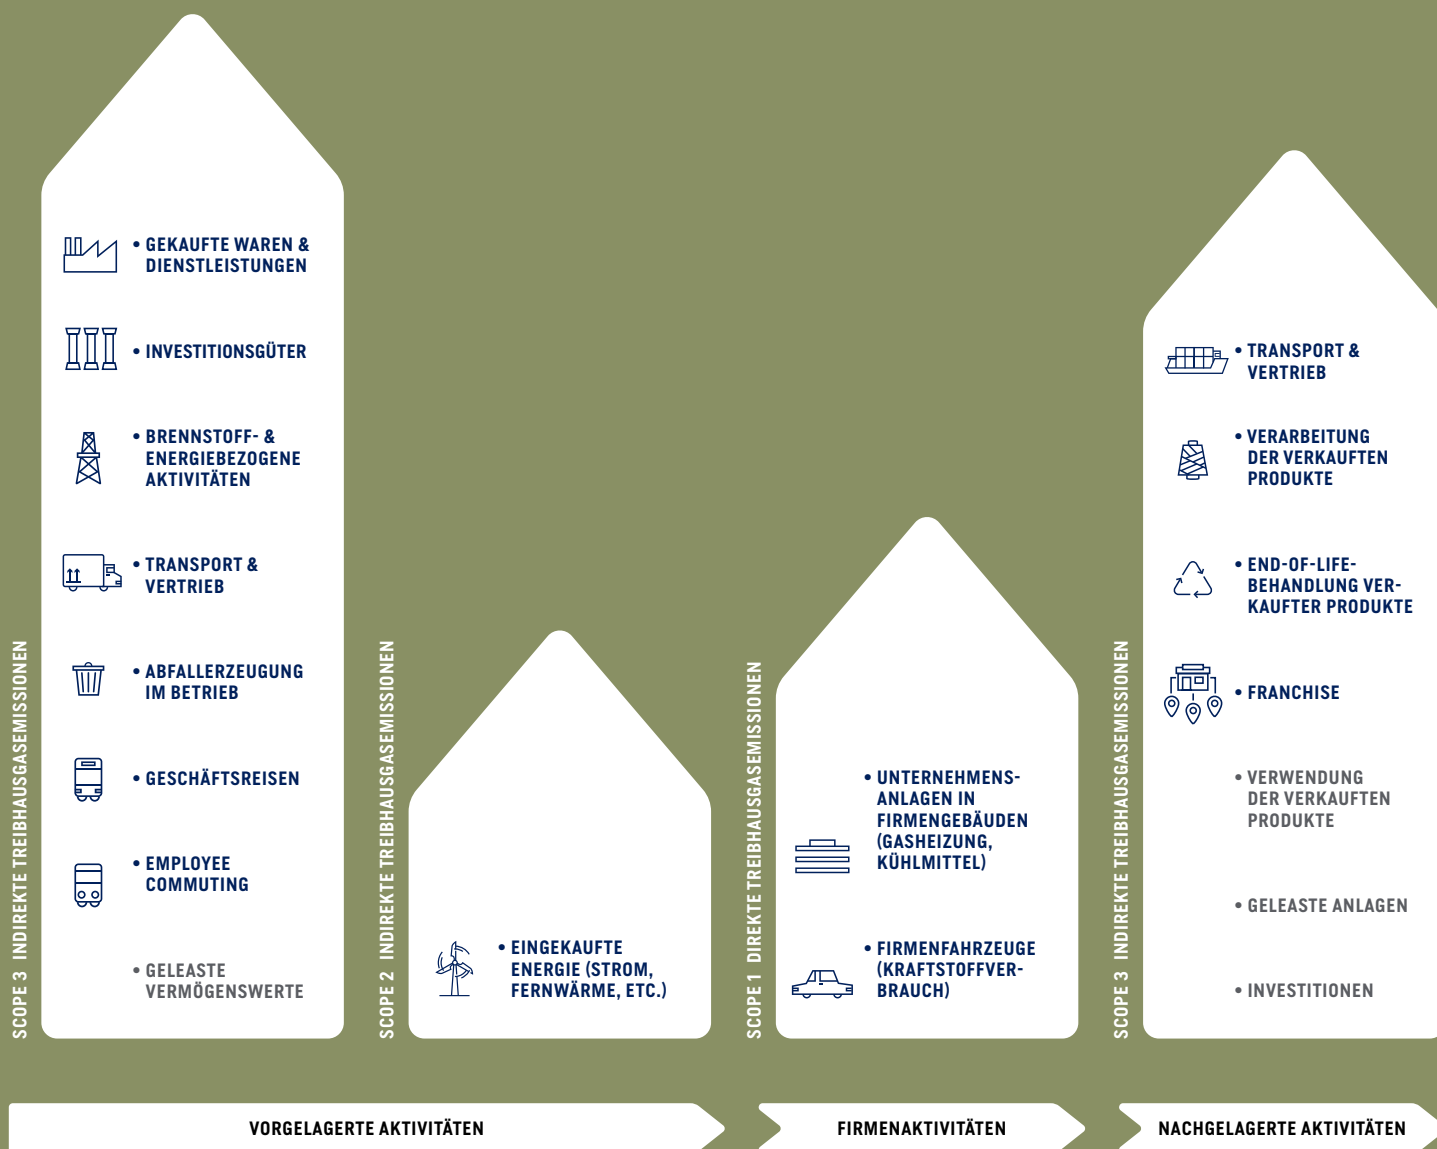 SCOPE 3 INDIREKTE TREIBHAUSGASEMISSIONEN
• GEKAUFTE WAREN &
DIENSTLEISTUNGEN
• INVESTITIONSGÜTER
• BRENNSTOFF- &
ENERGIEBEZOGENE
AKTIVITÄTEN
• TRANSPORT &
VERTRIEB
• ABFALLERZEUGUNG
IM BETRIEB
• GESCHÄFTSREISEN
• EMPLOYEE
COMMUTING
• GELEASTE
VERMÖGENSWERTE
SCOPE 2 INDIREKTE TREIBHAUSGASEMISSIONEN
• EINGEKAUFTE
ENERGIE (STROM,
FERNWÄRME, ETC.)
SCOPE 1 DIREKTE TREIBHAUSGASEMISSIONEN
• UNTERNEHMENS-
ANLAGEN IN
FIRMENGEBÄUDEN
(GASHEIZUNG,
KÜHLMITTEL)
• FIRMENFAHRZEUGE
(KRAFTSTOFFVER-
BRAUCH)
SCOPE 3 INDIREKTE TREIBHAUSGASEMISSIONEN
• TRANSPORT &
VERTRIEB
• VERARBEITUNG
DER VERKAUFTEN
PRODUKTE
• END-OF-LIFE-
BEHANDLUNG VER-
KAUFTER PRODUKTE
• FRANCHISE
• VERWENDUNG
DER VERKAUFTEN
PRODUKTE
• GELEASTE ANLAGEN
• INVESTITIONEN
VORGELAGERTE AKTIVITÄTEN
FIRMENAKTIVITÄTEN
NACHGELAGERTE AKTIVITÄTEN